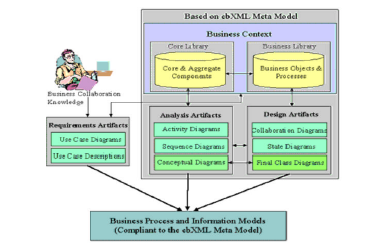 Based on ebXML Meta Model
Business Context
Core Library
Business Library
Core & Aggregate
Components
Business Objects &
Processes
Business Collaboration
Knowledge
Requirements Artifacts
Use Case Diagrams
Use Case Descriptions
Analysis Artifacts
Activity Diagrams
Sequence Diagrams
Conceptual Diagrams
Design Artifacts
Collaboration Diagrams
State Diagrams
Final Class Diagrams
Business Process and Information Modds
(Compliant to the ebXML Meta Model)